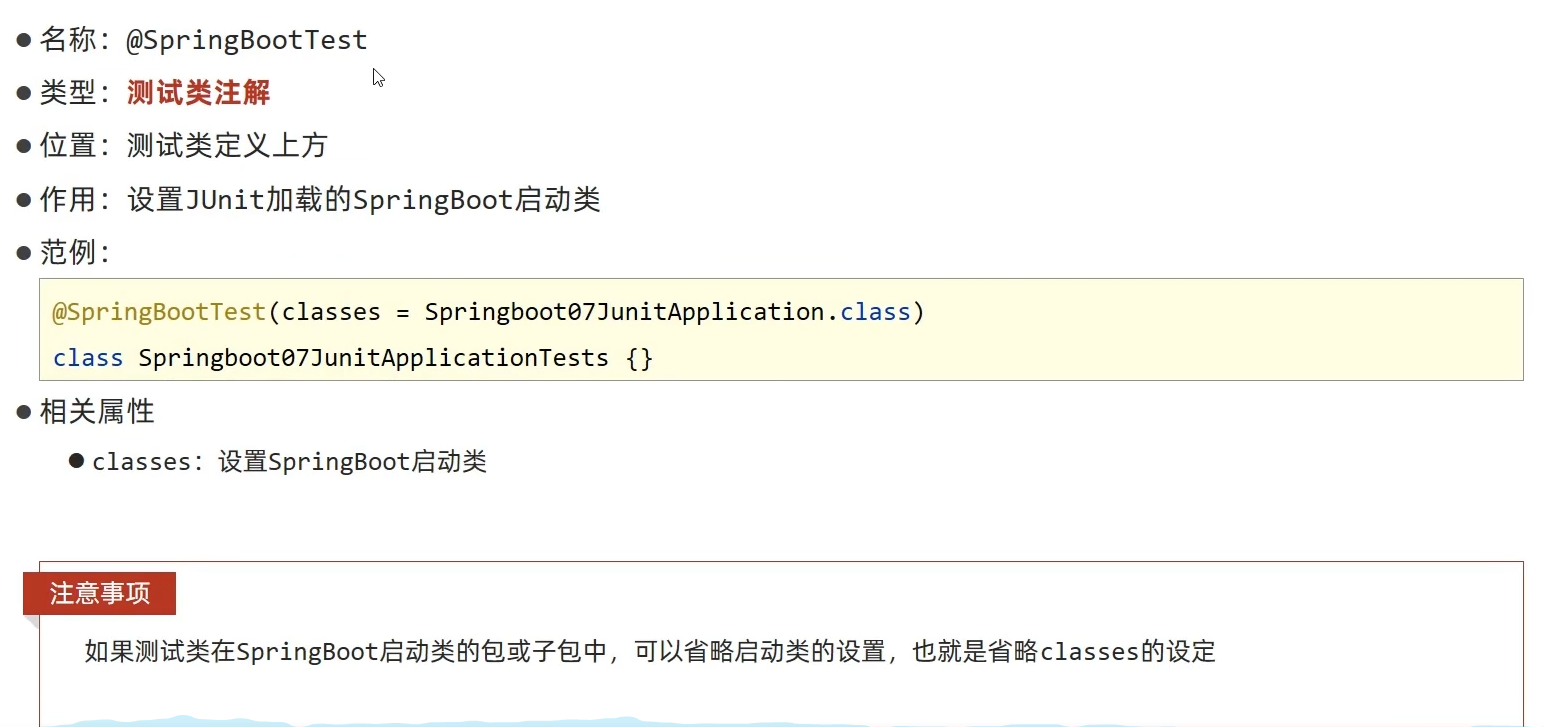 名称：@SpringBootTest
类型：测试类注解
位置：测试类定义上方
作用：设置JUnit加载的SpringBoot启动类
范例：
@SpringBootTest(classes = Springboot07JunitApplication.class)
class Springboot07JunitApplicationTests {}
相关属性
classes：设置SpringBoot启动类
注意事项
如果测试类在SpringBoot启动类的包或子包中，可以省略启动类的设置，也就是省略classes的设定